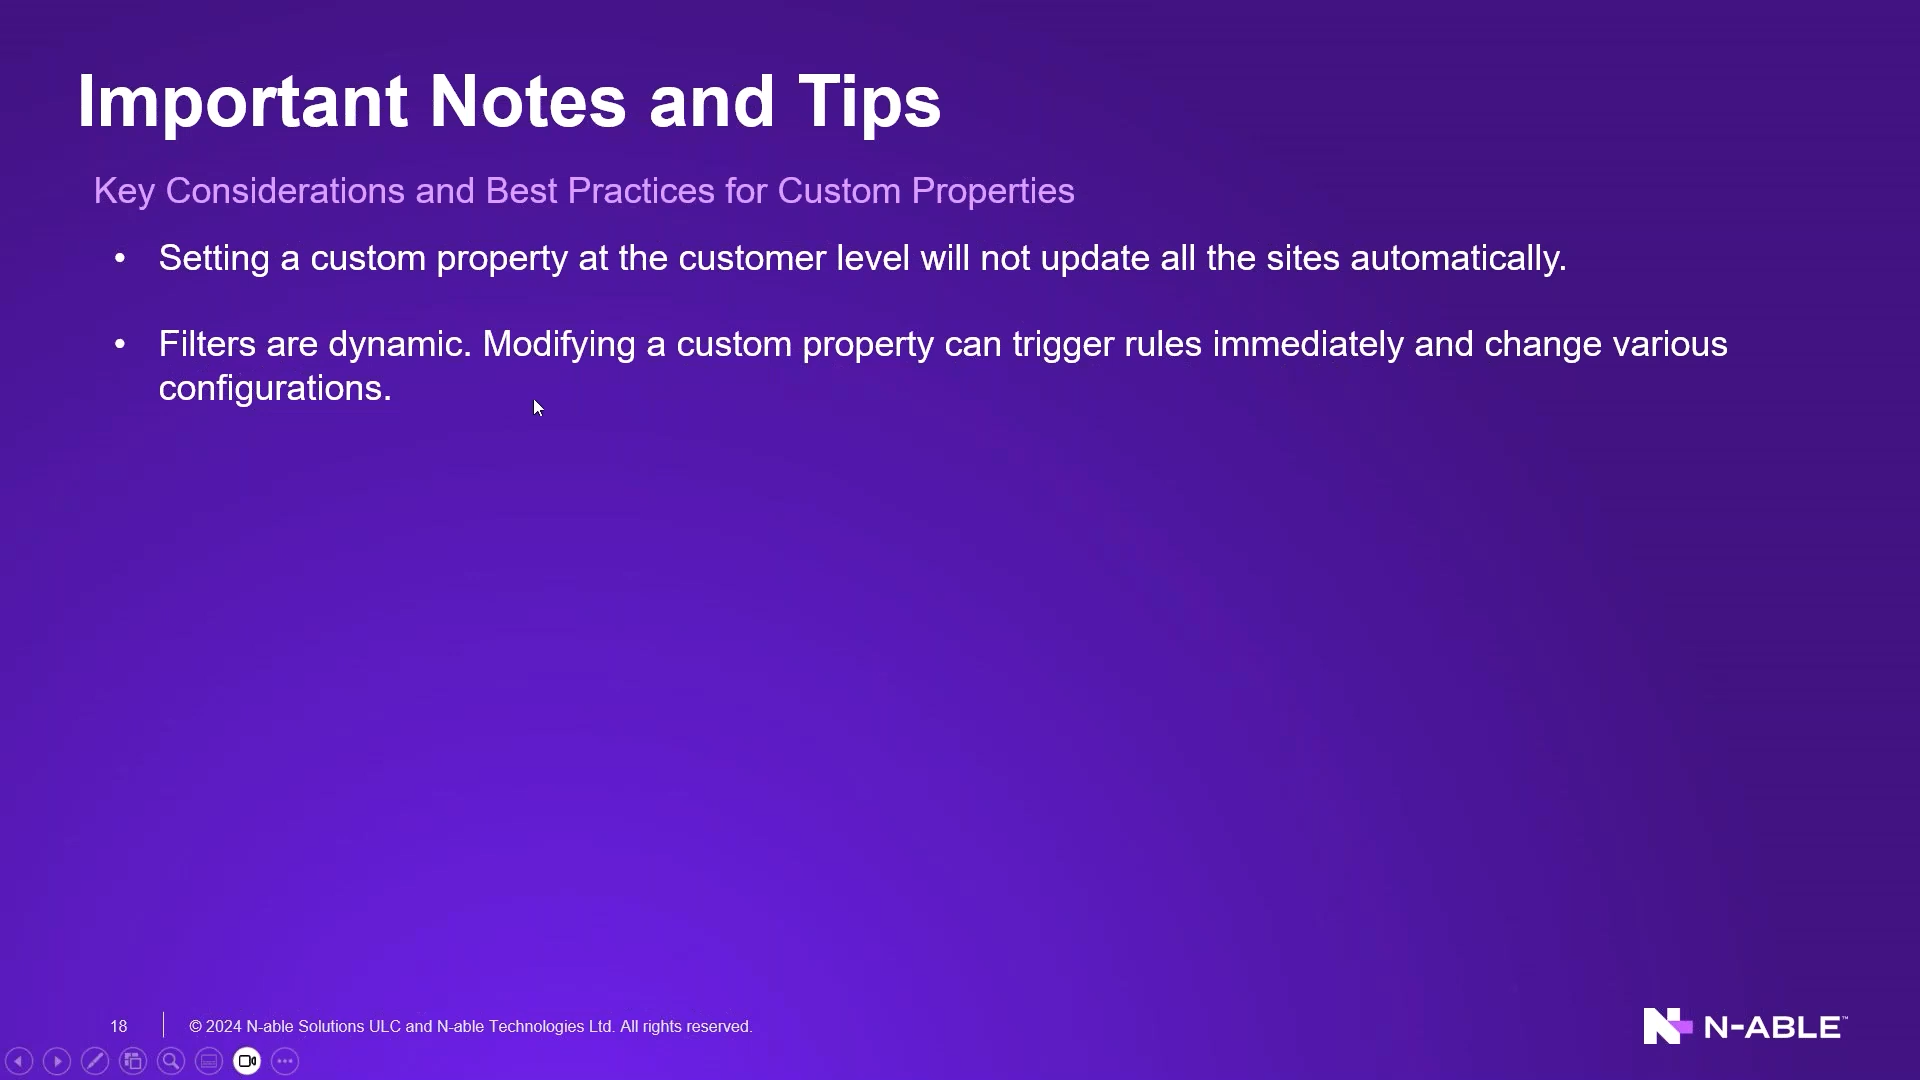 Important Notes and Tips
Key Considerations and Best Practices for Custom Properties
• Setting a custom property at the customer level will not update all the sites automatically.
• Filters are dynamic. Modifying a custom property can trigger rules immediately and change various
configurations.
18
© 2024 N-able Solutions ULC and N-able Technologies Ltd. All rights reserved.
N-ABLE™